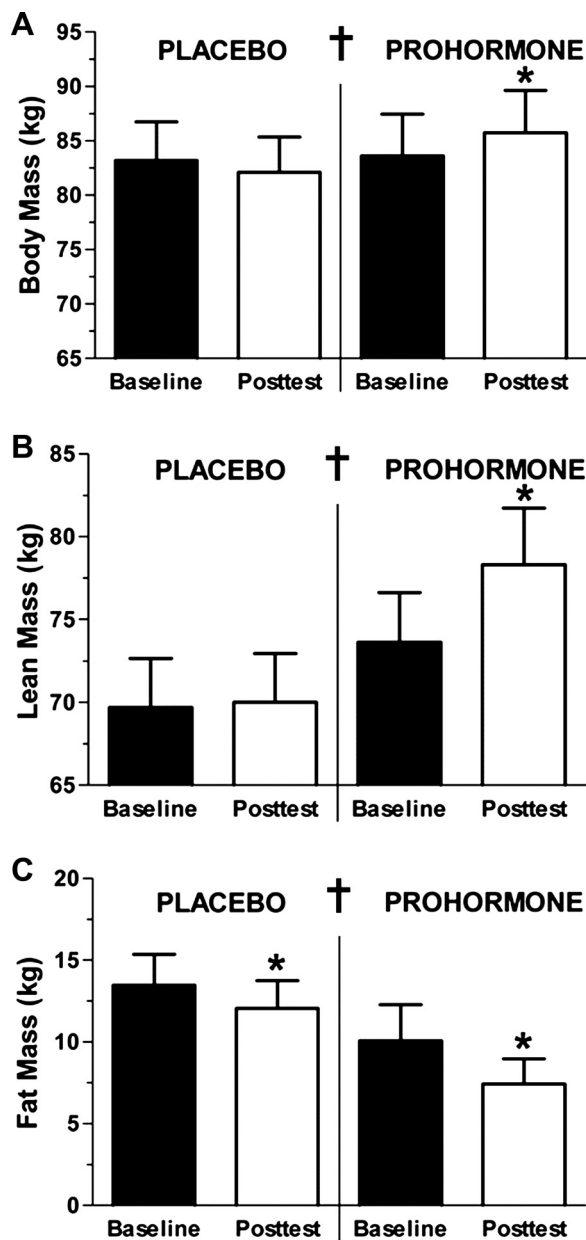 A
PLACEBO † PROHORMONE
Body Mass (kg)
95
90
85
80
75
70
65
*
Baseline Posttest Baseline Posttest
B
PLACEBO † PROHORMONE
Lean Mass (kg)
85
80
75
70
65
*
Baseline Posttest Baseline Posttest
C
PLACEBO † PROHORMONE
Fat Mass (kg)
20
15
10
5
0
* *
Baseline Posttest Baseline Posttest